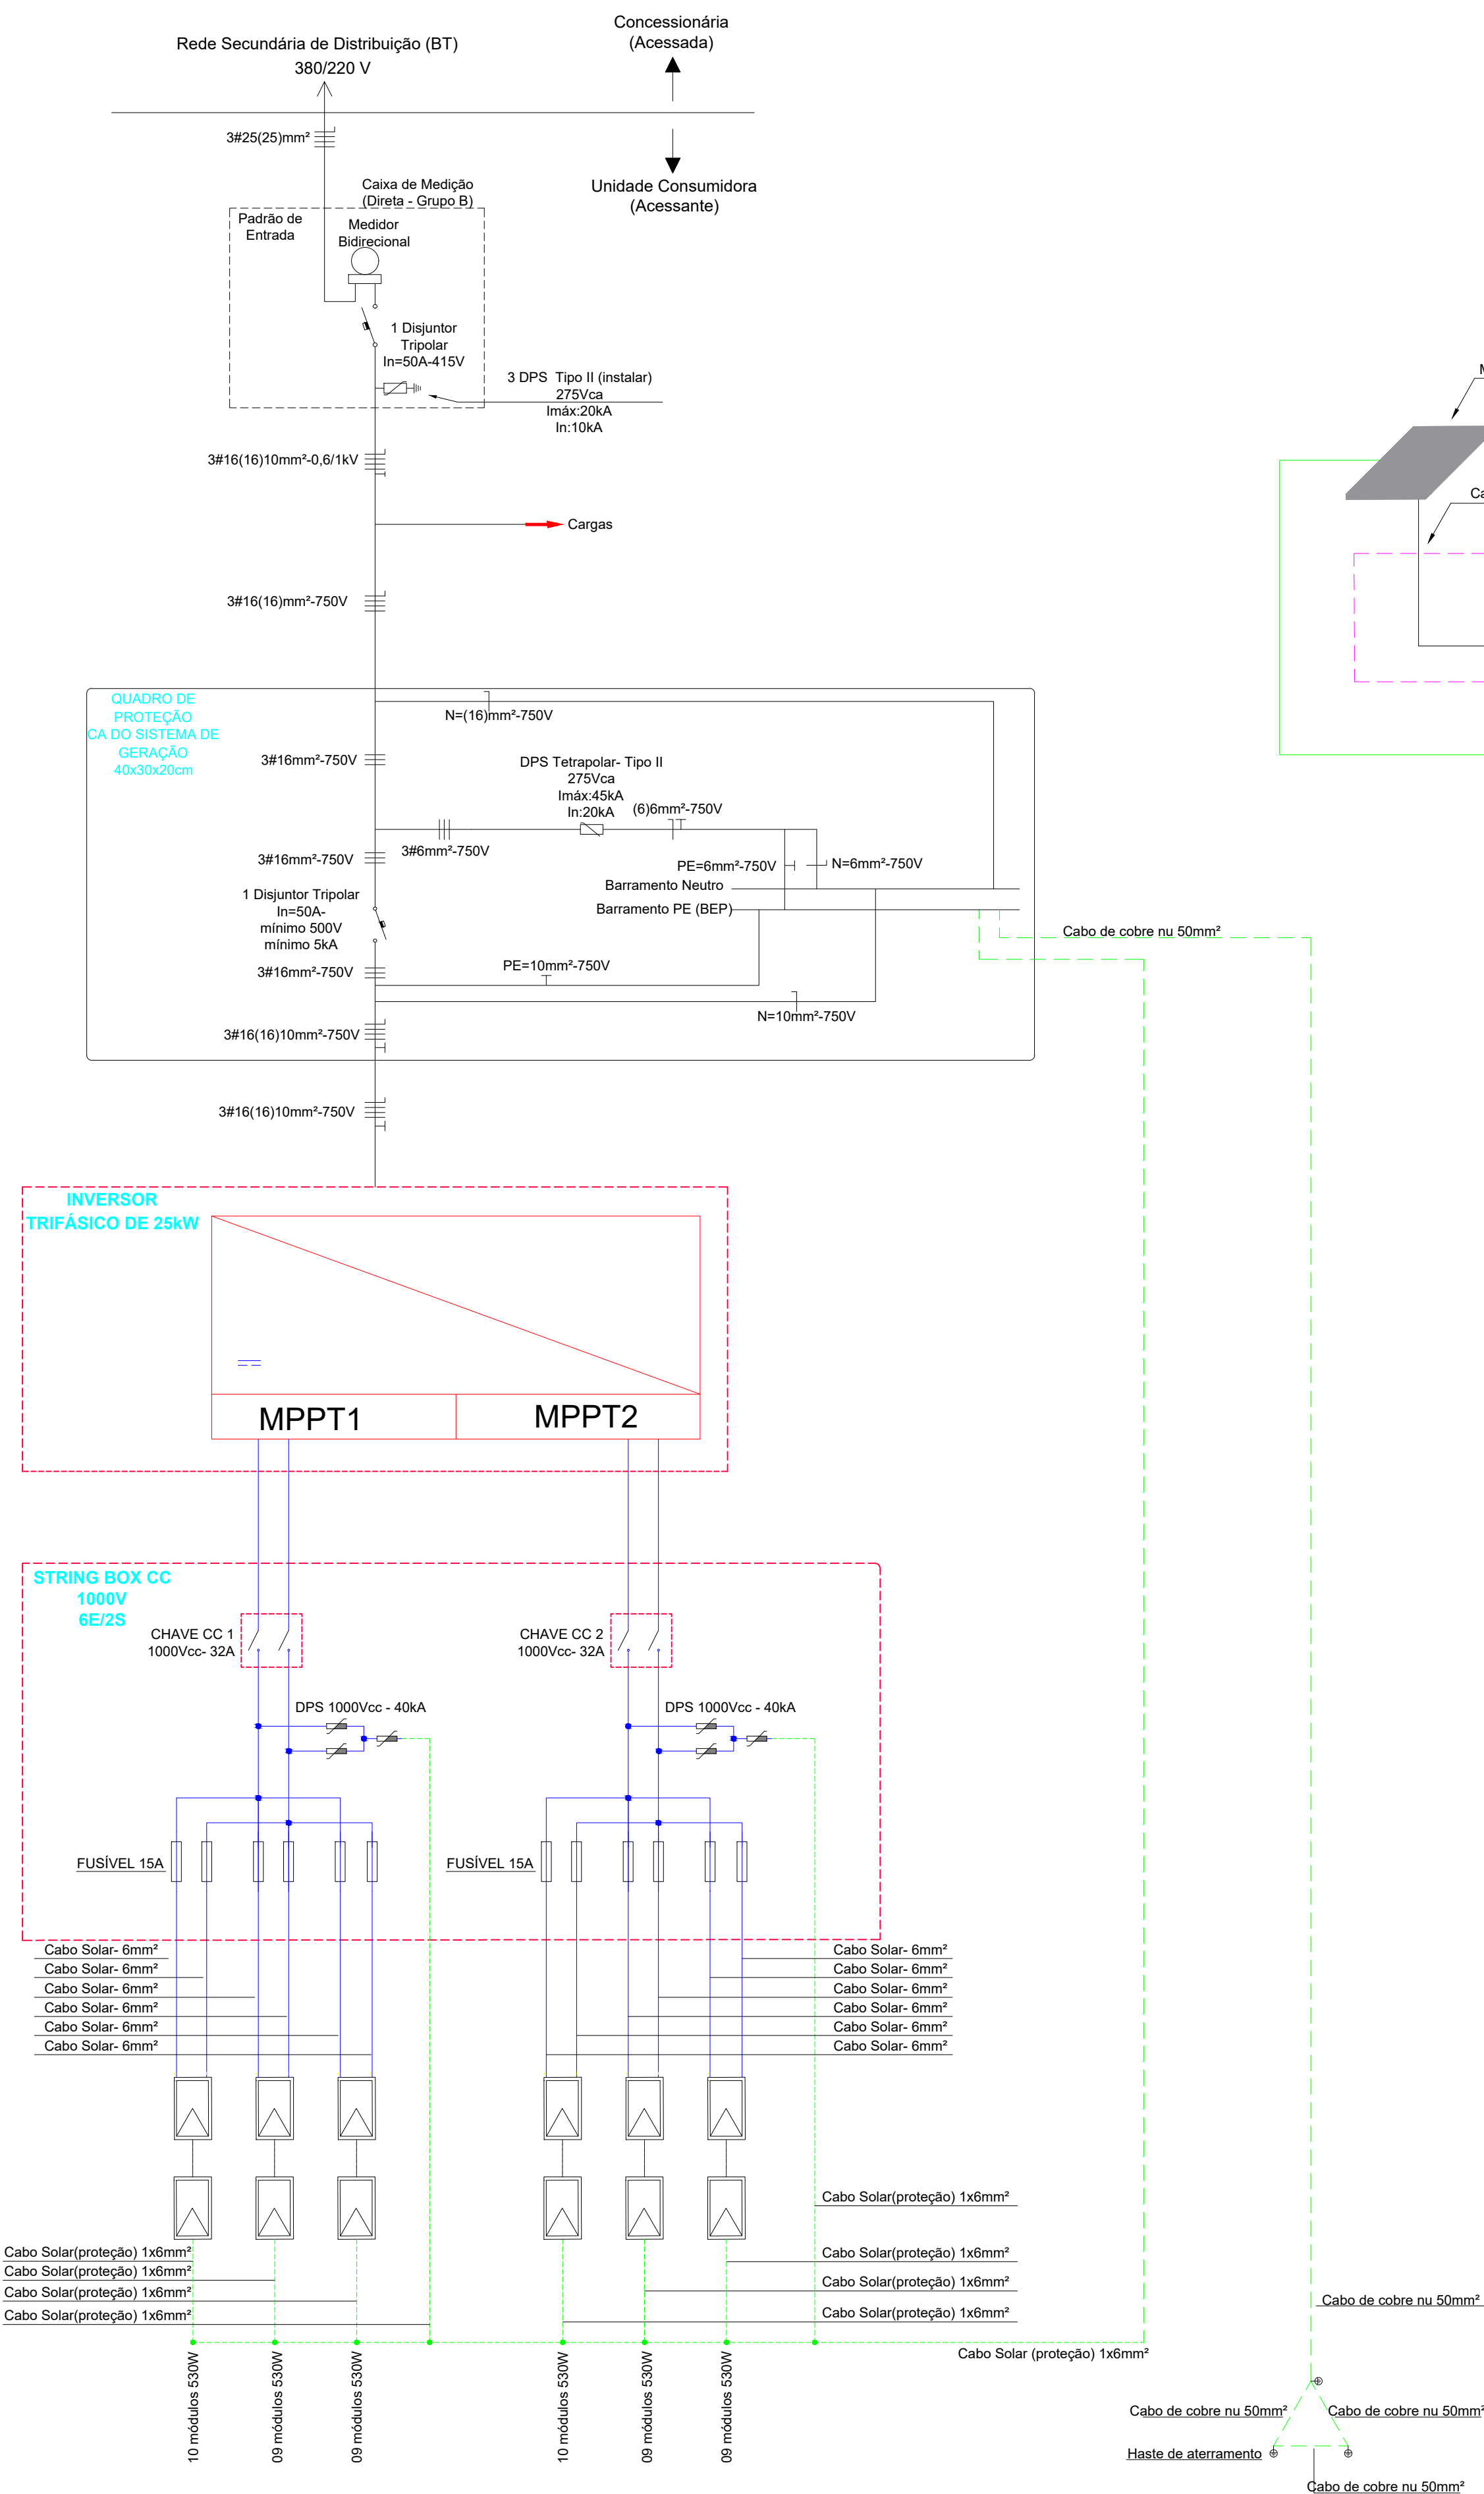 Concessionária
(Acessada)
Rede Secundária de Distribuição (BT)
380/220 V
3#25(25)mm²
Unidade Consumidora
(Acessante)
Caixa de Medição
(Direta - Grupo B)
Padrão de
Entrada
Medidor
Bidirecional
1 Disjuntor
Tripolar
In=50A-415V
3 DPS  Tipo II (instalar)
275Vca
Imáx:20kA
In:10kA
3#16(16)10mm²-0,6/1kV
Cargas
3#16(16)mm²-750V
QUADRO DE
PROTEÇÃO
CA DO SISTEMA DE
GERAÇÃO
40x30x20cm
N=(16)mm²-750V
3#16mm²-750V
DPS Tetrapolar- Tipo II
275Vca
Imáx:45kA
In:20kA
(6)6mm²-750V
3#6mm²-750V
3#16mm²-750V
PE=6mm²-750V
N=6mm²-750V
Barramento Neutro
Barramento PE (BEP)
1 Disjuntor Tripolar
In=50A-
mínimo 500V
mínimo 5kA
Cabo de cobre nu 50mm²
3#16mm²-750V
PE=10mm²-750V
N=10mm²-750V
3#16(16)10mm²-750V
3#16(16)10mm²-750V
INVERSOR
TRIFÁSICO DE 25kW
MPPT1
MPPT2
STRING BOX CC
1000V
6E/2S
CHAVE CC 1
1000Vcc- 32A
CHAVE CC 2
1000Vcc- 32A
DPS 1000Vcc - 40kA
DPS 1000Vcc - 40kA
FUSÍVEL 15A
FUSÍVEL 15A
Cabo Solar- 6mm²
Cabo Solar- 6mm²
Cabo Solar- 6mm²
Cabo Solar- 6mm²
Cabo Solar- 6mm²
Cabo Solar- 6mm²
Cabo Solar- 6mm²
Cabo Solar- 6mm²
Cabo Solar- 6mm²
Cabo Solar- 6mm²
Cabo Solar- 6mm²
Cabo Solar- 6mm²
Cabo Solar(proteção) 1x6mm²
Cabo Solar(proteção) 1x6mm²
Cabo Solar(proteção) 1x6mm²
Cabo Solar(proteção) 1x6mm²
Cabo Solar(proteção) 1x6mm²
Cabo Solar(proteção) 1x6mm²
Cabo Solar(proteção) 1x6mm²
Cabo Solar(proteção) 1x6mm²
Cabo Solar (proteção) 1x6mm²
10 módulos 530W
09 módulos 530W
09 módulos 530W
10 módulos 530W
09 módulos 530W
09 módulos 530W
Cabo de cobre nu 50mm²
Cabo de cobre nu 50mm²
Cabo de cobre nu 50mm²
Haste de aterramento
Cabo de cobre nu 50mm²